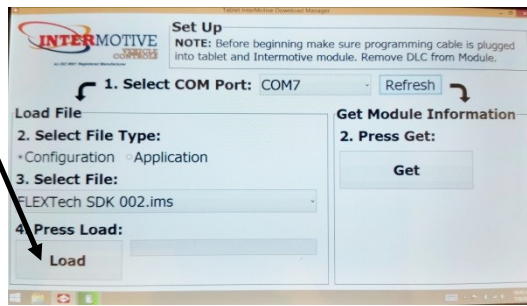 Tablet InterMotive Download Manager
INTERMOTIVE
VEHICLE
CONTROLS
Set Up
NOTE: Before beginning make sure programming cable is plugged
into tablet and Intermotive module. Remove DLC from Module.
1. Select COM Port: COM7
Refresh
Load File
2. Select File Type:
Configuration Application
3. Select File:
FLEXTech SDK 002.ims
4. Press Load:
Load
Get Module Information
2. Press Get:
Get